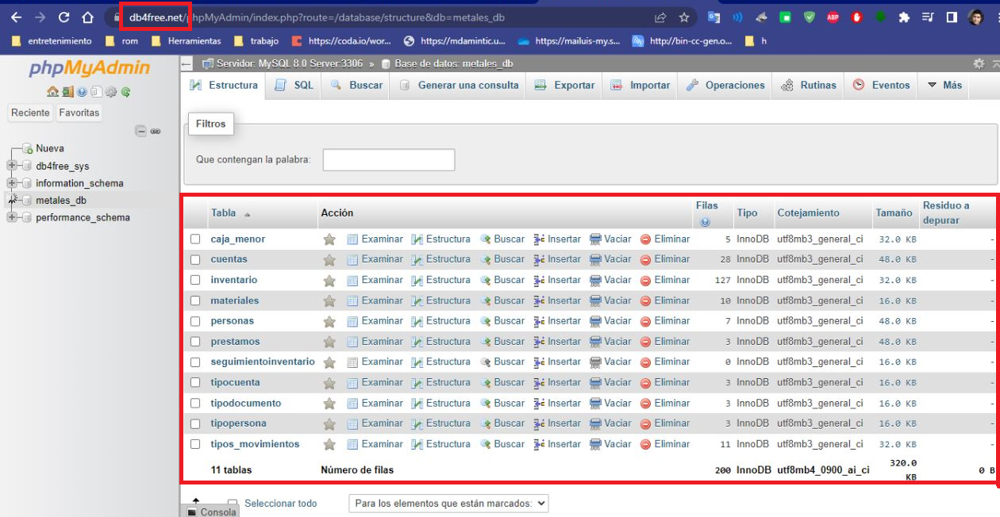 db4free.net/phpMyAdmin/index.php?route=/database/structure&db=metales_db
entretenimiento rom Herramientas trabajo https://coda.io/wor... https://mdamintic.u... https://mailuis-my.s... http://bin-cc-gen.o... h
phpMyAdmin
Reciente Favoritas
Nueva
db4free_sys
information_schema
metales_db
performance_schema
Servidor: MySQL 8.0 Server:3306 » Base de datos: metales_db
Estructura SQL Buscar Generar una consulta Exportar Importar Operaciones Rutinas Eventos Más
Filtros
Que contengan la palabra:
Tabla Acción Filas Tipo Cotejamiento Tamaño Residuo a depurar
caja_menor Examinar Estructura Buscar Insertar Vaciar Eliminar 5 InnoDB utf8mb3_general_ci 32.0 KB -
cuentas Examinar Estructura Buscar Insertar Vaciar Eliminar 28 InnoDB utf8mb3_general_ci 48.0 KB -
inventario Examinar Estructura Buscar Insertar Vaciar Eliminar 127 InnoDB utf8mb3_general_ci 32.0 KB -
materiales Examinar Estructura Buscar Insertar Vaciar Eliminar 10 InnoDB utf8mb3_general_ci 16.0 KB -
personas Examinar Estructura Buscar Insertar Vaciar Eliminar 7 InnoDB utf8mb3_general_ci 48.0 KB -
prestamos Examinar Estructura Buscar Insertar Vaciar Eliminar 3 InnoDB utf8mb3_general_ci 48.0 KB -
seguimientoinventario Examinar Estructura Buscar Insertar Vaciar Eliminar 0 InnoDB utf8mb3_general_ci 16.0 KB -
tipocuenta Examinar Estructura Buscar Insertar Vaciar Eliminar 3 InnoDB utf8mb3_general_ci 16.0 KB -
tipodocumento Examinar Estructura Buscar Insertar Vaciar Eliminar 3 InnoDB utf8mb3_general_ci 16.0 KB -
tipopersona Examinar Estructura Buscar Insertar Vaciar Eliminar 3 InnoDB utf8mb3_general_ci 16.0 KB -
tipos_movimientos Examinar Estructura Buscar Insertar Vaciar Eliminar 11 InnoDB utf8mb3_general_ci 32.0 KB -
11 tablas Número de filas 200 InnoDB utf8mb4_0900_ai_ci 320.0 KB 0 B
Seleccionar todo Para los elementos que están marcados:
Consola